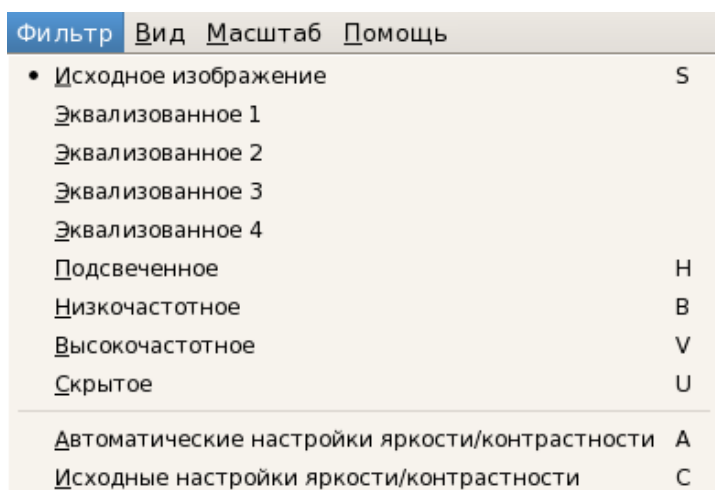 Фильтр Вид Масштаб Помощь
• Исходное изображение S
Эквализованное 1
Эквализованное 2
Эквализованное 3
Эквализованное 4
Подсвеченное H
Низкочастотное B
Высокочастотное V
Скрытое U
Автоматические настройки яркости/контрастности A
Исходные настройки яркости/контрастности C